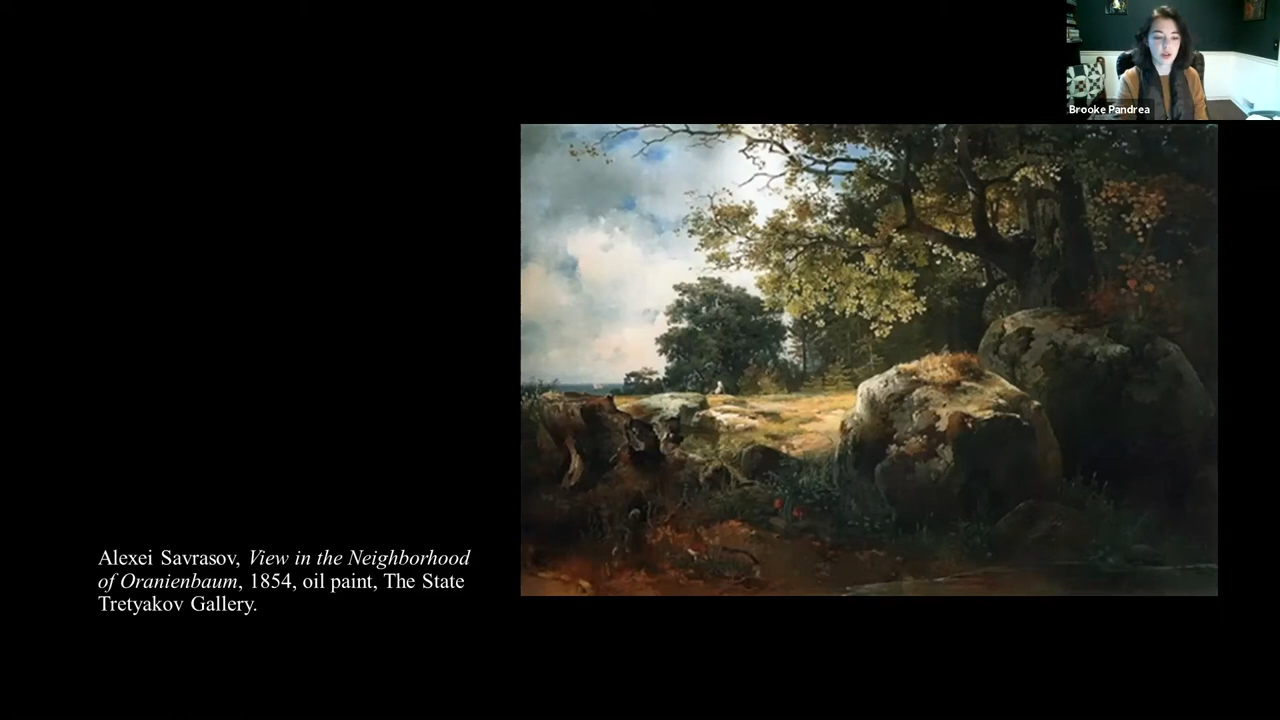 Brooke Pandrea
Alexei Savrasov, View in the Neighborhood
of Oranienbaum, 1854, oil paint, The State
Tretyakov Gallery.